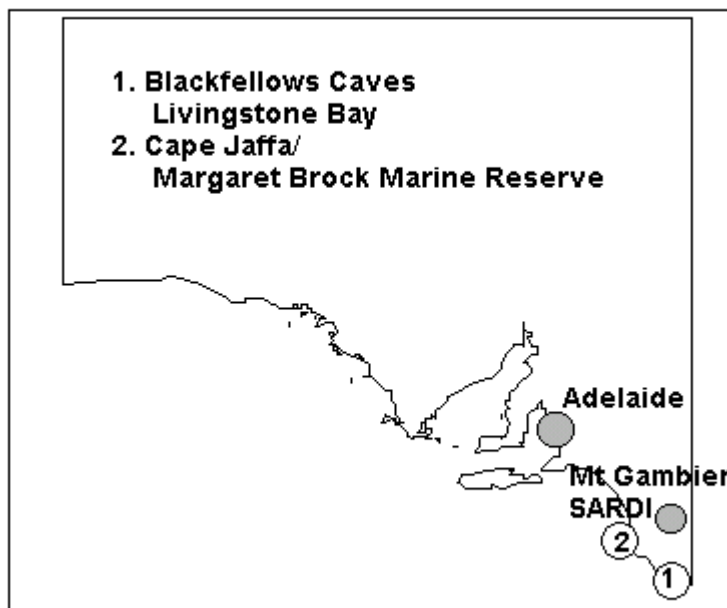 1. Blackfellows Caves
Livingstone Bay
2. Cape Jaffa/
Margaret Brock Marine Reserve
Adelaide
Mt Gambier
SARDI
2
1